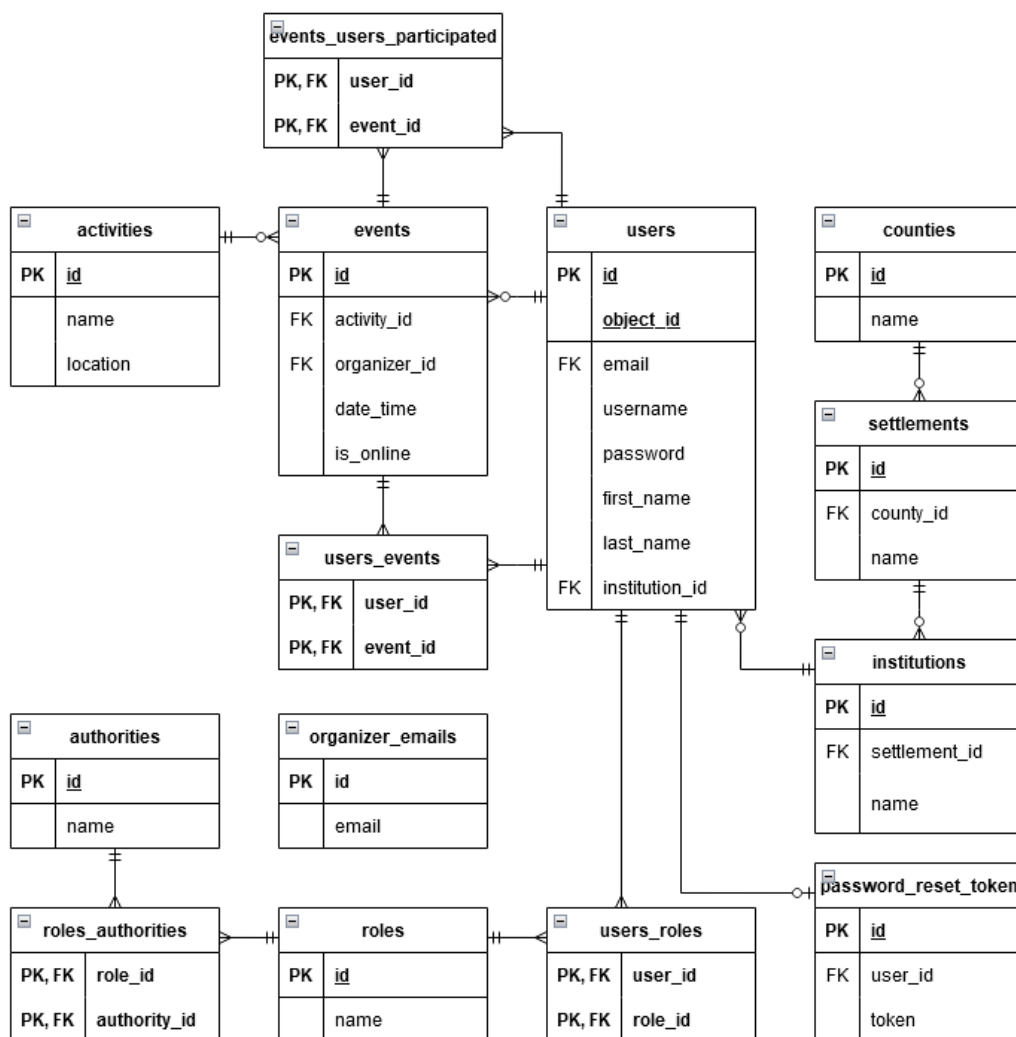 events_users_participated
PK, FK user_id
PK, FK event_id
activities
PK id
name
location
events
PK id
FK activity_id
FK organizer_id
date_time
is_online
users
PK id
object_id
FK email
username
password
first_name
last_name
FK institution_id
counties
PK id
name
settlements
PK id
FK county_id
name
users_events
PK, FK user_id
PK, FK event_id
institutions
PK id
FK settlement_id
name
authorities
PK id
name
organizer_emails
PK id
email
password_reset_token
PK id
FK user_id
token
roles_authorities
PK, FK role_id
PK, FK authority_id
roles
PK id
name
users_roles
PK, FK user_id
PK, FK role_id